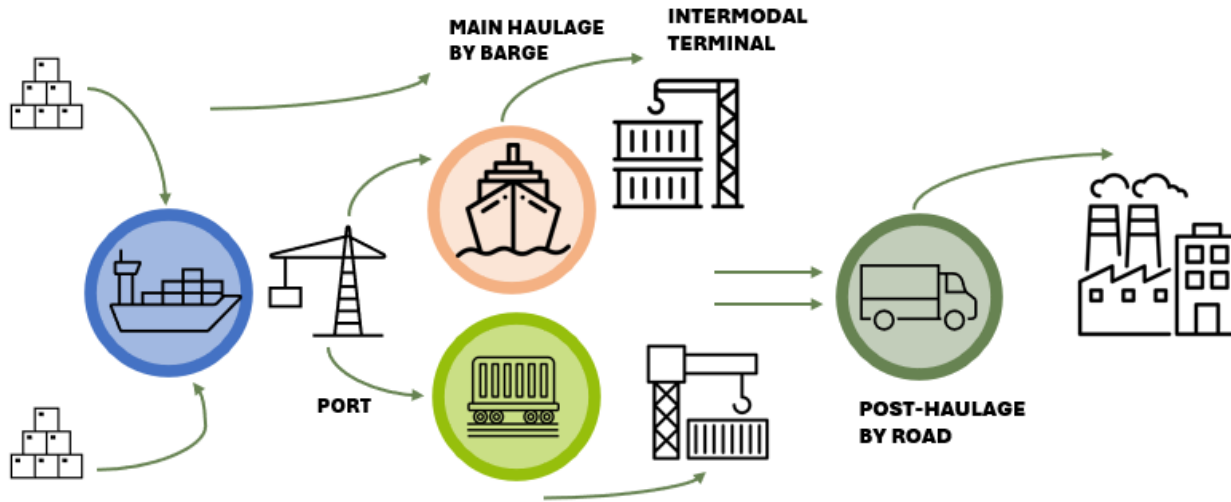 MAIN HAULAGE
BY BARGE
INTERMODAL
TERMINAL
PORT
POST-HAULAGE
BY ROAD